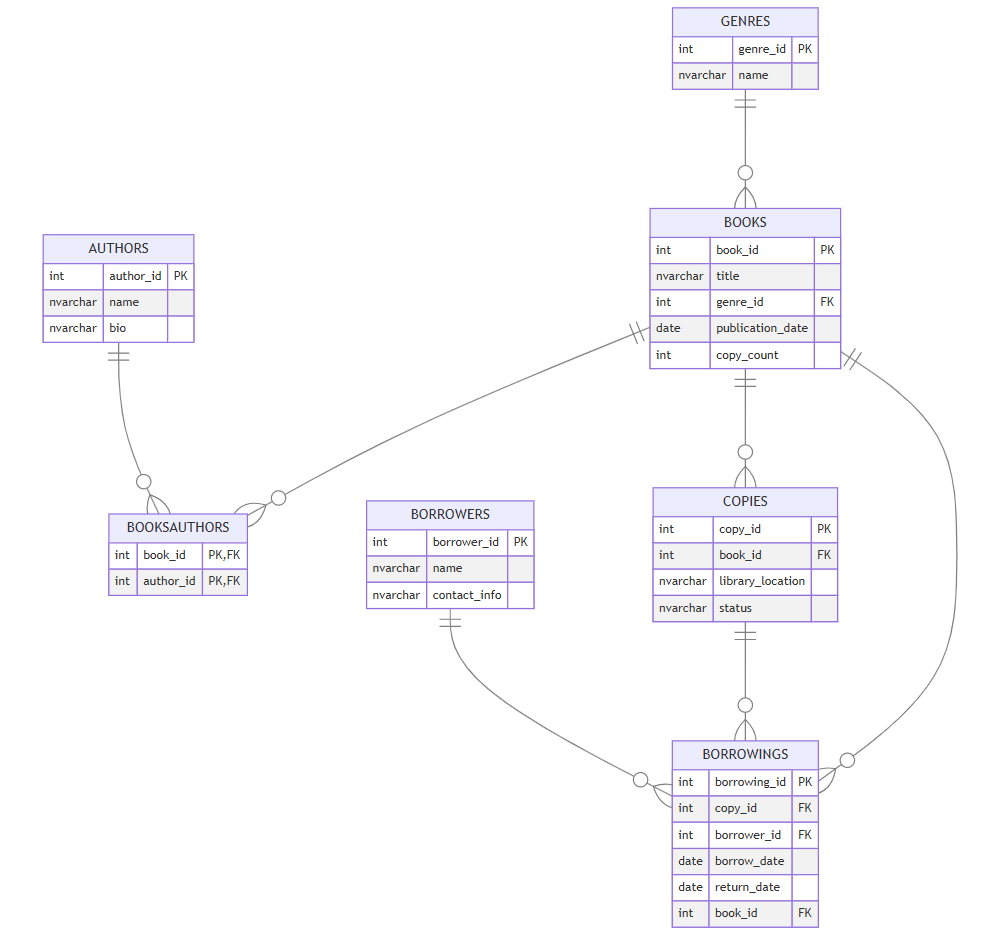 GENRES
int genre_id PK
nvarchar name
BOOKS
int book_id PK
nvarchar title
int genre_id FK
date publication_date
int copy_count
AUTHORS
int author_id PK
nvarchar name
nvarchar bio
BOOKSAUTHORS
int book_id PK,FK
int author_id PK,FK
BORROWERS
int borrower_id PK
nvarchar name
nvarchar contact_info
COPIES
int copy_id PK
int book_id FK
nvarchar library_location
nvarchar status
BORROWINGS
int borrowing_id PK
int copy_id FK
int borrower_id FK
date borrow_date
date return_date
int book_id FK